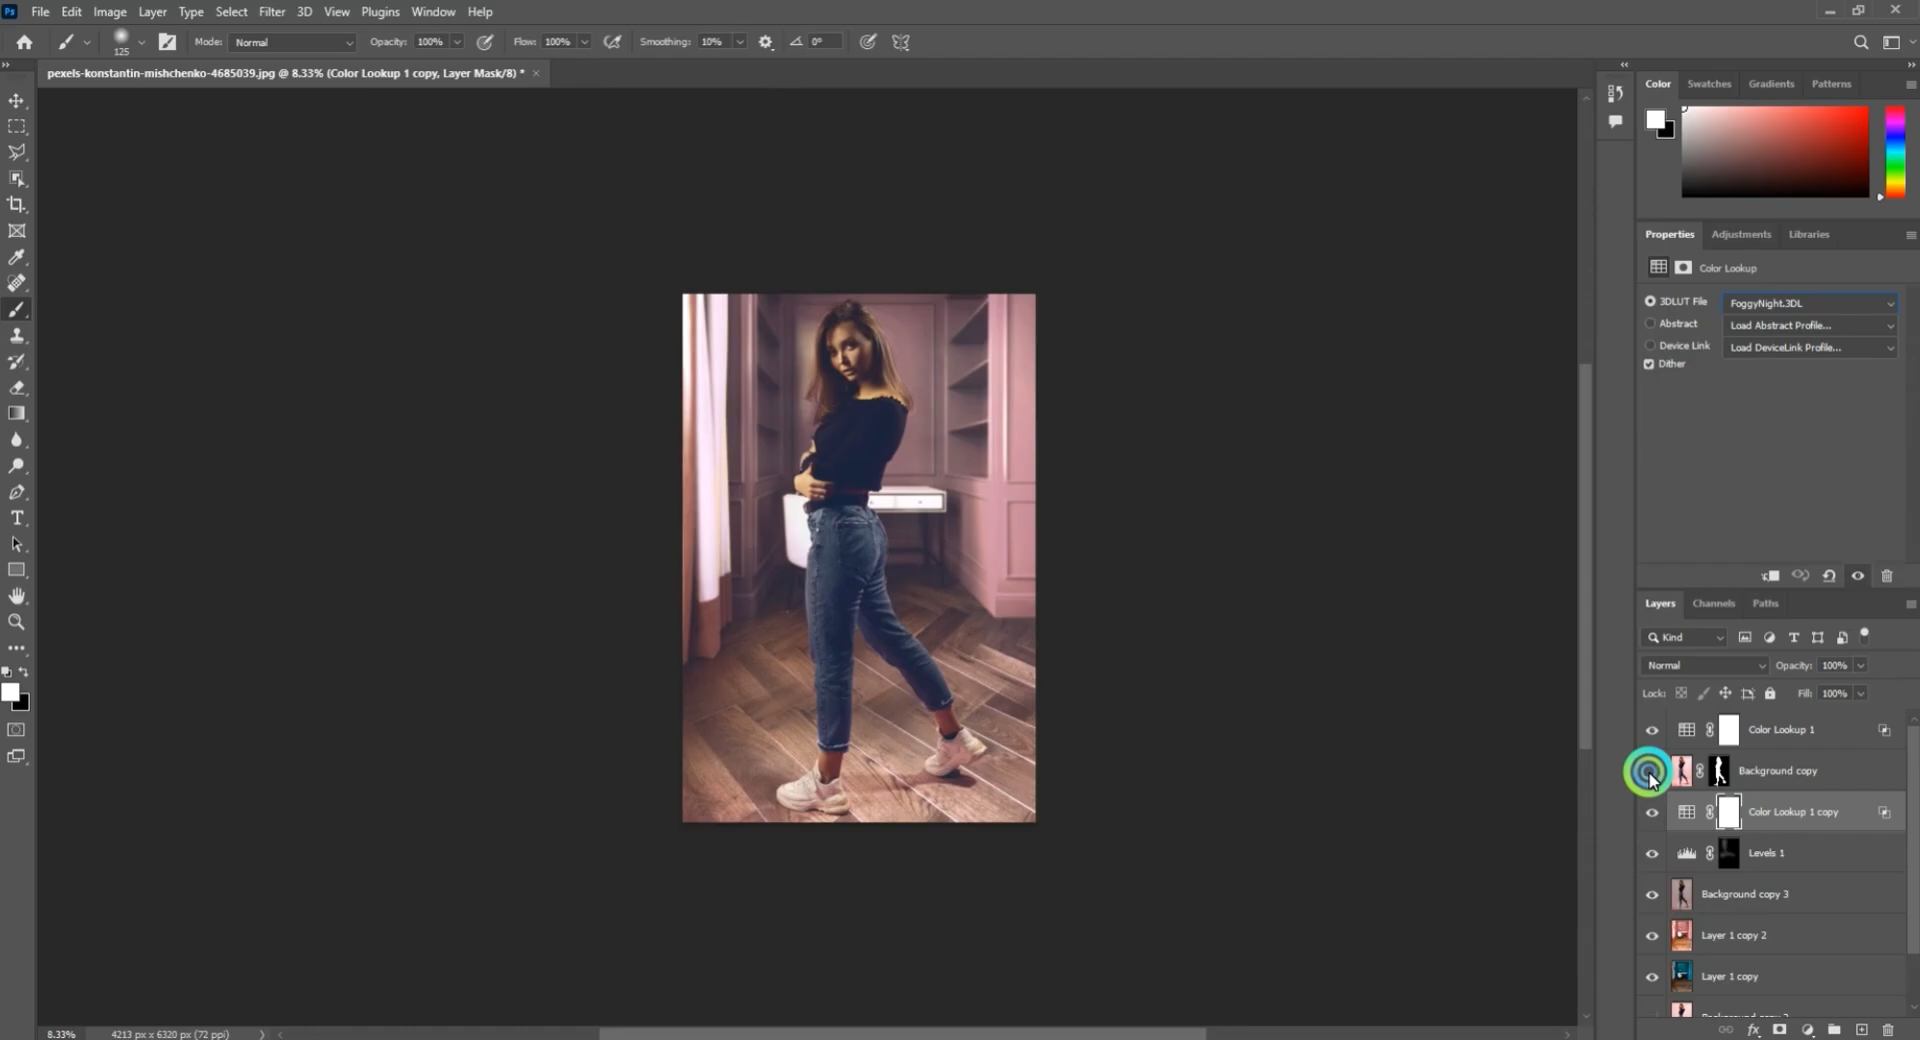 Ps File Edit Image Layer Type Select Filter 3D View Plugins Window Help
125 Mode: Normal Opacity: 100% Flow: 100% Smoothing: 10% 0°
pexels-konstantin-mishchenko-4685039.jpg @ 8.33% (Color Lookup 1 copy, Layer Mask/8) *
Color Swatches Gradients Patterns
Properties Adjustments Libraries
Color Lookup
3DLUT File FoggyNight.3DL
Abstract Load Abstract Profile...
Device Link Load DeviceLink Profile...
Dither
Layers Channels Paths
Kind
Normal Opacity: 100%
Lock: Fill: 100%
Color Lookup 1
Background copy
Color Lookup 1 copy
Levels 1
Background copy 3
Layer 1 copy 2
Layer 1 copy
8.33% 4213 px x 6320 px (72 ppi)